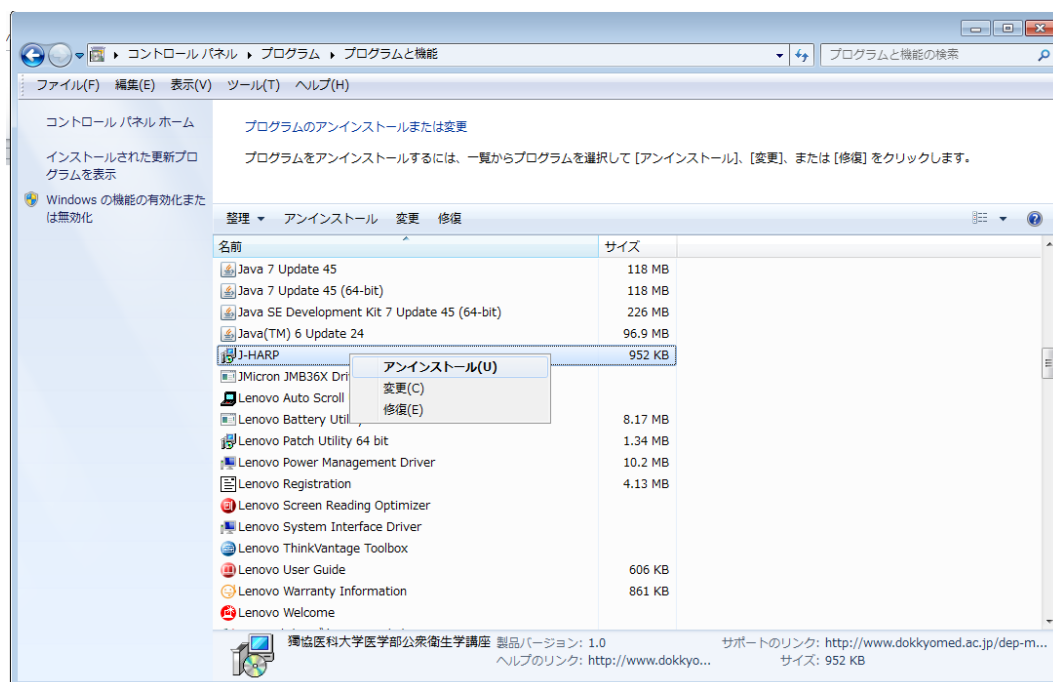 コントロール パネル ▸ プログラム ▸ プログラムと機能
プログラムと機能の検索
ファイル(F) 編集(E) 表示(V) ツール(T) ヘルプ(H)
コントロール パネル ホーム
インストールされた更新プロ
グラムを表示
Windows の機能の有効化また
は無効化
プログラムのアンインストールまたは変更
プログラムをアンインストールするには、一覧からプログラムを選択して [アンインストール]、[変更]、または [修復] をクリックします。
整理 アンインストール 変更 修復
名前 サイズ
Java 7 Update 45 118 MB
Java 7 Update 45 (64-bit) 118 MB
Java SE Development Kit 7 Update 45 (64-bit) 226 MB
Java(TM) 6 Update 24 96.9 MB
J-HARP 952 KB
アンインストール(U)
変更(C)
修復(E)
JMicron JMB36X Dri
Lenovo Auto Scroll
Lenovo Battery Util 8.17 MB
Lenovo Patch Utility 64 bit 1.34 MB
Lenovo Power Management Driver 10.2 MB
Lenovo Registration 4.13 MB
Lenovo Screen Reading Optimizer
Lenovo System Interface Driver
Lenovo ThinkVantage Toolbox
Lenovo User Guide 606 KB
Lenovo Warranty Information 861 KB
Lenovo Welcome
獨協医科大学医学部公衆衛生学講座 製品バージョン: 1.0 サポートのリンク: http://www.dokkyomed.ac.jp/dep-m...
ヘルプのリンク: http://www.dokkyo... サイズ: 952 KB